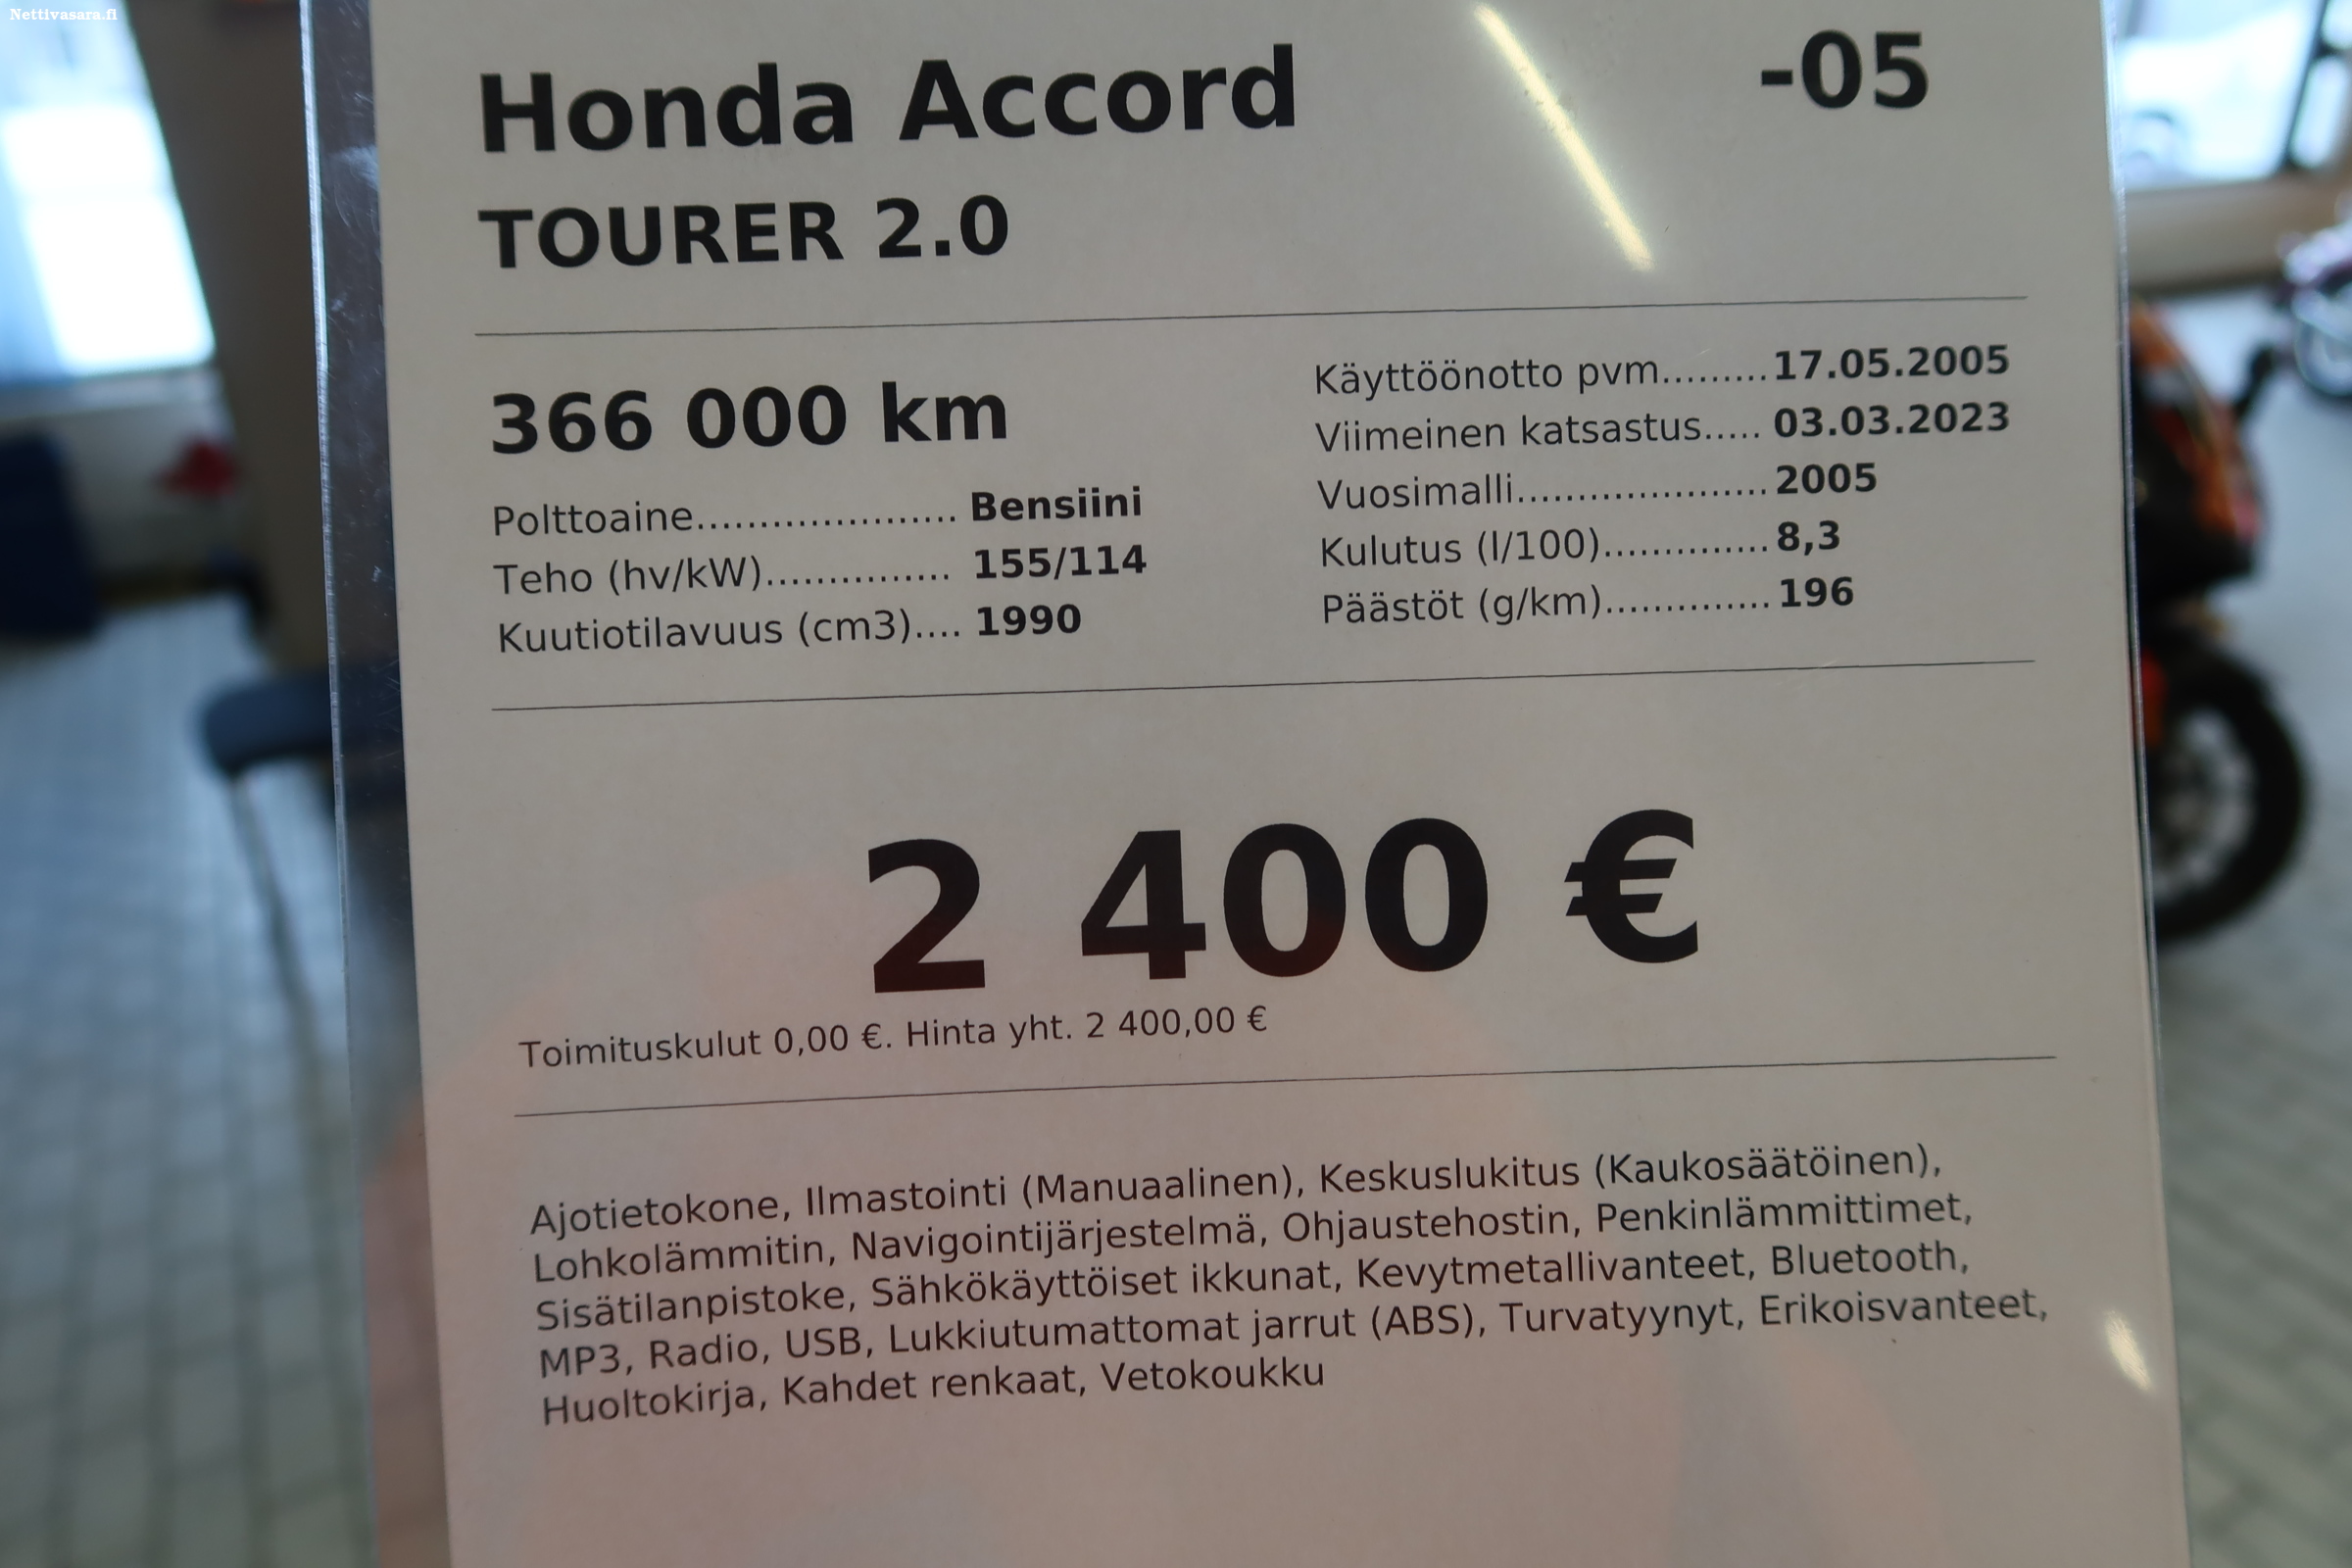 Nettivasara.fi
Honda Accord -05
TOURER 2.0
366 000 km
Polttoaine..................... Bensiini
Teho (hv/kW)............... 155/114
Kuutiotilavuus (cm3).... 1990
Käyttöönotto pvm.........17.05.2005
Viimeinen katsastus..... 03.03.2023
Vuosimalli.....................2005
Kulutus (l/100)..............8,3
Päästöt (g/km)..............196
2 400 €
Toimituskulut 0,00 €. Hinta yht. 2 400,00 €
Ajotietokone, Ilmastointi (Manuaalinen), Keskuslukitus (Kaukosäätöinen),
Lohkolämmitin, Navigointijärjestelmä, Ohjaustehostin, Penkinlämmittimet,
Sisätilanpistoke, Sähkökäyttöiset ikkunat, Kevytmetallivanteet, Bluetooth,
MP3, Radio, USB, Lukkiutumattomat jarrut (ABS), Turvatyynyt, Erikoisvanteet,
Huoltokirja, Kahdet renkaat, Vetokoukku